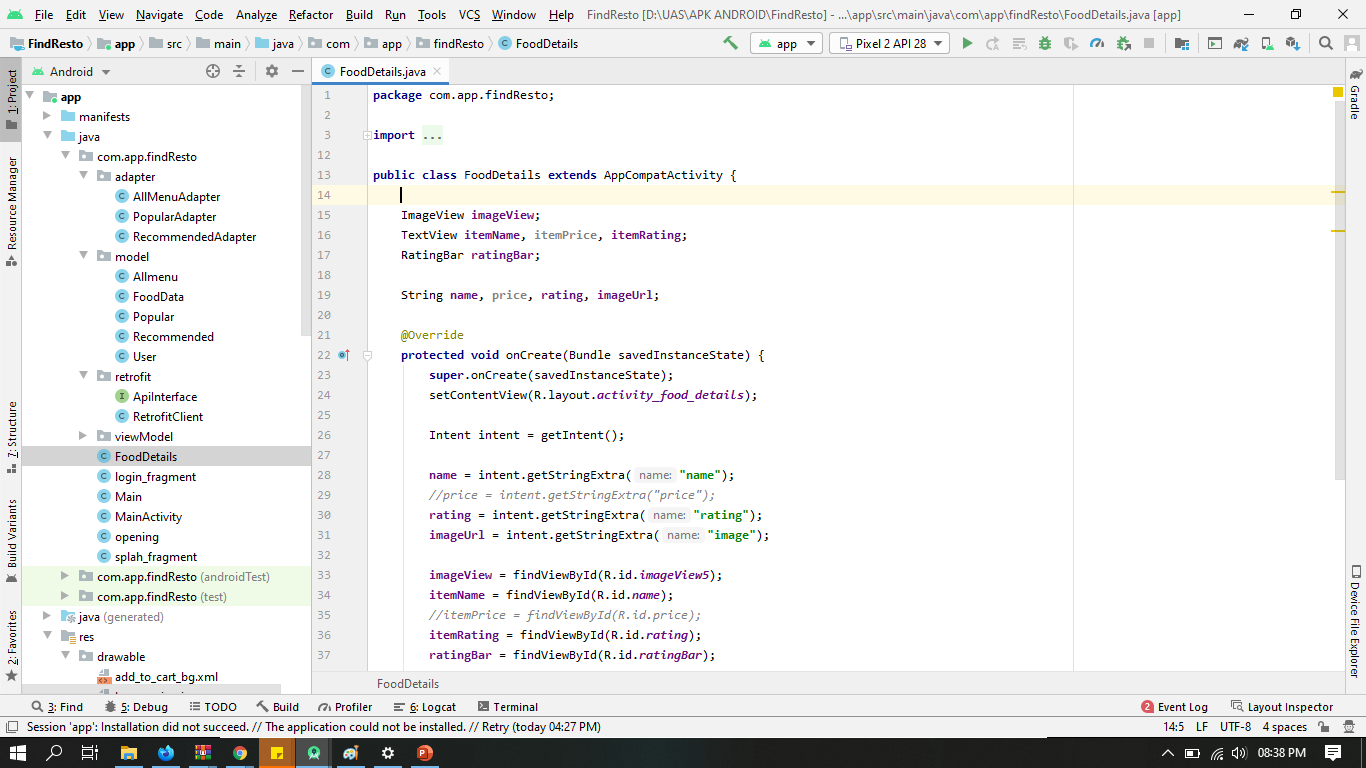 File Edit View Navigate Code Analyze Refactor Build Run Tools VCS Window Help FindResto [D:\UAS\APK ANDROID\FindResto] - ...\app\src\main\java\com\app\findResto\FoodDetails.java [app]
FindResto app src main java com app findResto FoodDetails app Pixel 2 API 28
1: Project
Resource Manager
Z: Structure
Build Variants
2: Favorites
Android
app
manifests
java
com.app.findResto
adapter
AllMenuAdapter
PopularAdapter
RecommendedAdapter
model
Allmenu
FoodData
Popular
Recommended
User
retrofit
ApiInterface
RetrofitClient
viewModel
FoodDetails
login_fragment
Main
MainActivity
opening
splah_fragment
com.app.findResto (androidTest)
com.app.findResto (test)
java (generated)
res
drawable
add_to_cart_bg.xml
FoodDetails.java
1 package com.app.findResto;
2
3 import ...
12
13 public class FoodDetails extends AppCompatActivity {
14
15 ImageView imageView;
16 TextView itemName, itemPrice, itemRating;
17 RatingBar ratingBar;
18
19 String name, price, rating, imageUrl;
20
21 @Override
22 protected void onCreate(Bundle savedInstanceState) {
23 super.onCreate(savedInstanceState);
24 setContentView(R.layout.activity_food_details);
25
26 Intent intent = getIntent();
27
28 name = intent.getStringExtra( name: "name");
29 //price = intent.getStringExtra("price");
30 rating = intent.getStringExtra( name: "rating");
31 imageUrl = intent.getStringExtra( name: "image");
32
33 imageView = findViewById(R.id.imageView5);
34 itemName = findViewById(R.id.name);
35 //itemPrice = findViewById(R.id.price);
36 itemRating = findViewById(R.id.rating);
37 ratingBar = findViewById(R.id.ratingBar);
FoodDetails
Gradle
Device File Explorer
3: Find 5: Debug TODO Build Profiler 6: Logcat Terminal 2 Event Log Layout Inspector
Session 'app': Installation did not succeed. // The application could not be installed. // Retry (today 04:27 PM) 14:5 LF UTF-8 4 spaces
08:38 PM